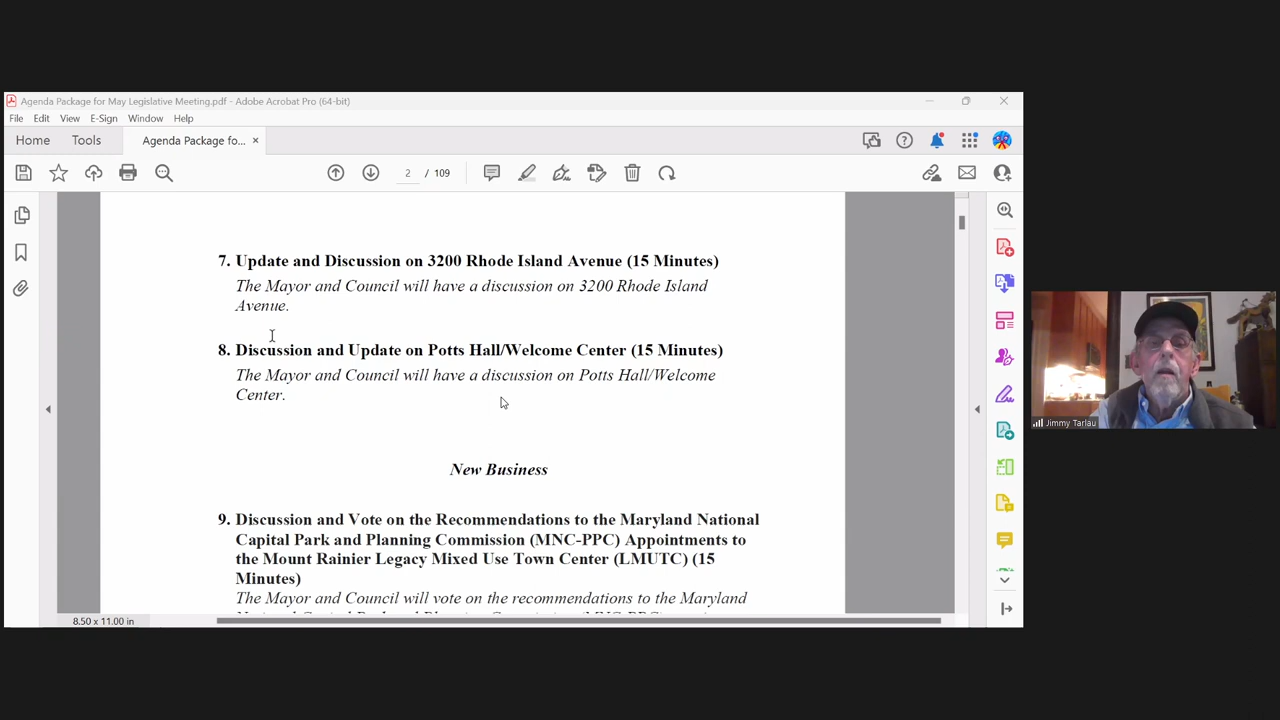 Agenda Package for May Legislative Meeting.pdf - Adobe Acrobat Pro (64-bit)
File Edit View E-Sign Window Help
Home Tools Agenda Package fo... ×
2 / 109
7. Update and Discussion on 3200 Rhode Island Avenue (15 Minutes)
The Mayor and Council will have a discussion on 3200 Rhode Island
Avenue.
8. Discussion and Update on Potts Hall/Welcome Center (15 Minutes)
The Mayor and Council will have a discussion on Potts Hall/Welcome
Center.
New Business
9. Discussion and Vote on the Recommendations to the Maryland National
Capital Park and Planning Commission (MNC-PPC) Appointments to
the Mount Rainier Legacy Mixed Use Town Center (LMUTC) (15
Minutes)
The Mayor and Council will vote on the recommendations to the Maryland
8.50 x 11.00 in
Jimmy Tarlau